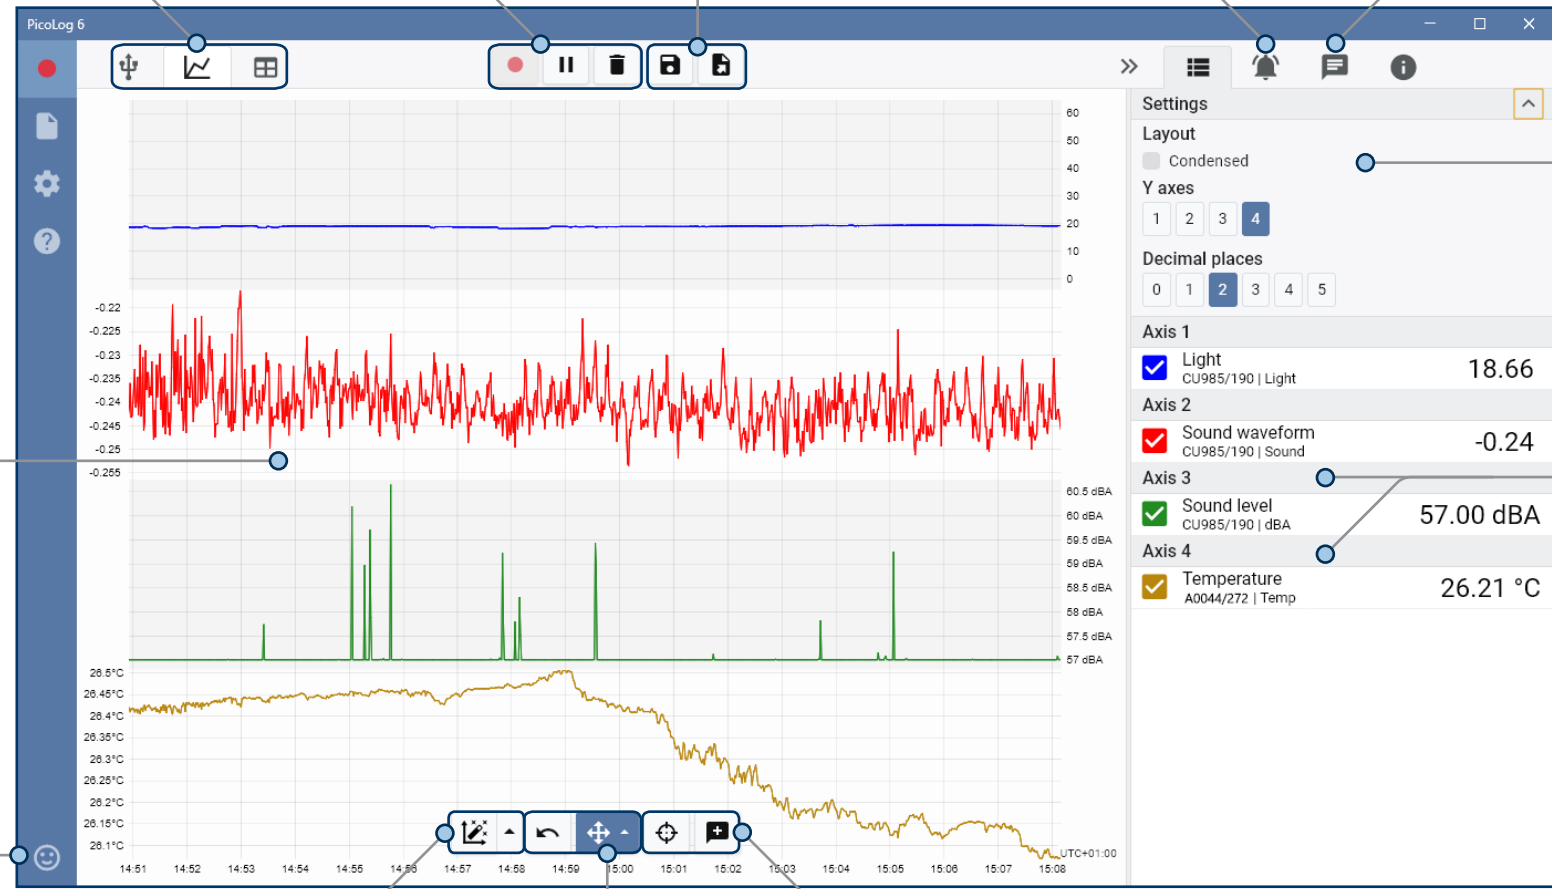 PicoLog 6
Settings
Layout
Condensed
Y axes
1 2 3 4
Decimal places
0 1 2 3 4 5
Axis 1
Light 18.66
CU985/190 | Light
Axis 2
Sound waveform -0.24
CU985/190 | Sound
Axis 3
Sound level 57.00 dBA
CU985/190 | dBA
Axis 4
Temperature 26.21 °C
A0044/272 | Temp
60
50
40
30
20
10
0
-0.22
-0.225
-0.23
-0.235
-0.24
-0.245
-0.25
-0.255
60.5 dBA
60 dBA
59.5 dBA
59 dBA
58.5 dBA
58 dBA
57.5 dBA
57 dBA
26.5°C
26.45°C
26.4°C
26.35°C
26.3°C
26.25°C
26.2°C
26.15°C
26.1°C
UTC+01:00
14:51 14:52 14:53 14:54 14:55 14:56 14:57 14:58 14:59 15:00 15:01 15:02 15:03 15:04 15:05 15:06 15:07 15:08